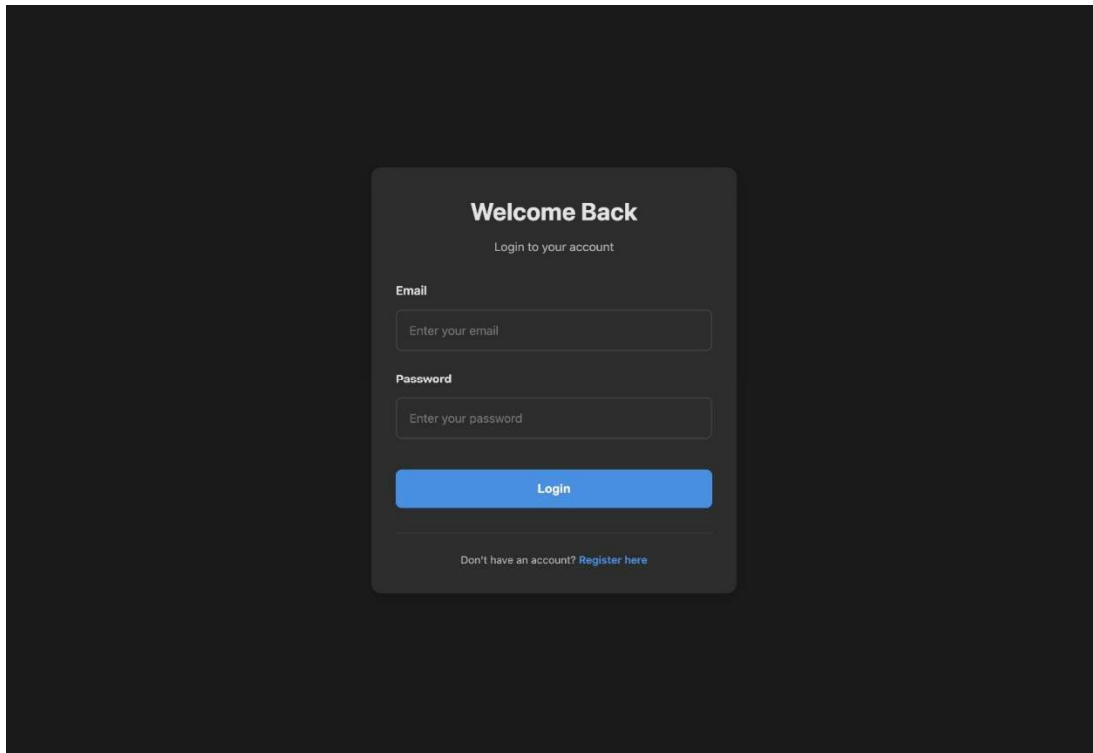 Welcome Back
Login to your account
Email
Enter your email
Password
Enter your password
Login
Don't have an account? Register here